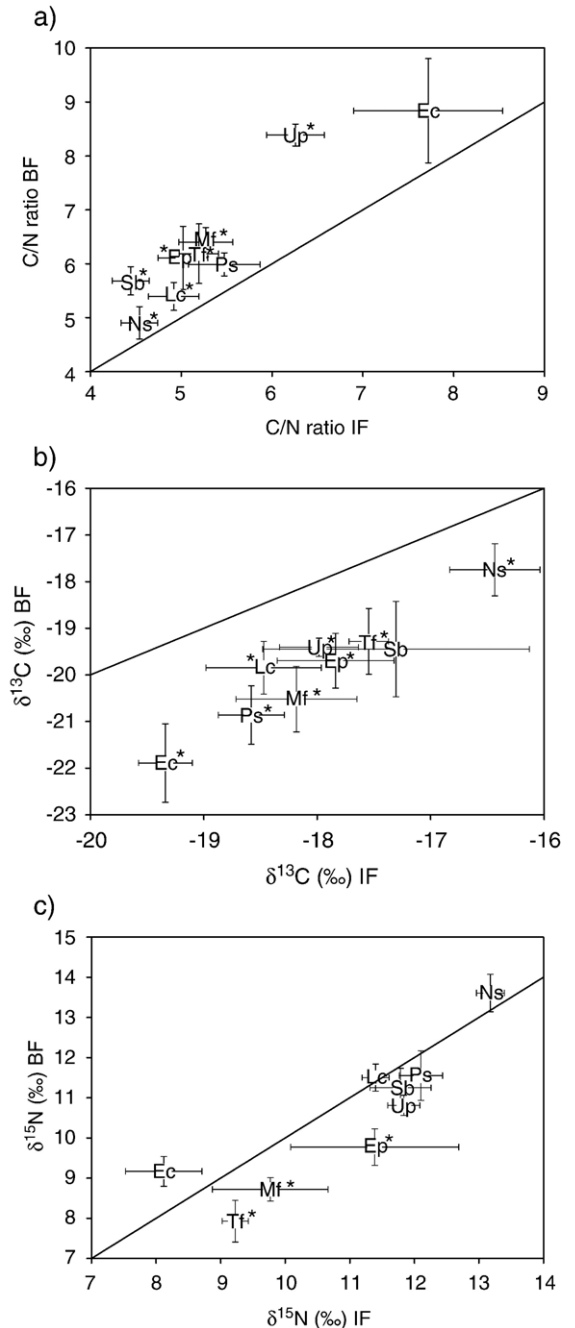 a)
10
9
8
7
6
5
4
C/N ratio BF
Ec
Up*
Mf*
*Ep
Tf*
Ps
Sb*
Lc*
Ns*
4 5 6 7 8 9
C/N ratio IF
b)
-16
-17
-18
-19
-20
-21
-22
-23
δ¹³C (‰) BF
Ns*
Up*
Tf*
Sb
Ep*
*Lc
Mf*
Ps*
Ec*
-20 -19 -18 -17 -16
δ¹³C (‰) IF
c)
15
14
13
12
11
10
9
8
7
δ¹⁵N (‰) BF
Ns
Lc
Ps
Sb
Up
Ep*
Ec
Mf*
Tf*
7 8 9 10 11 12 13 14
δ¹⁵N (‰) IF